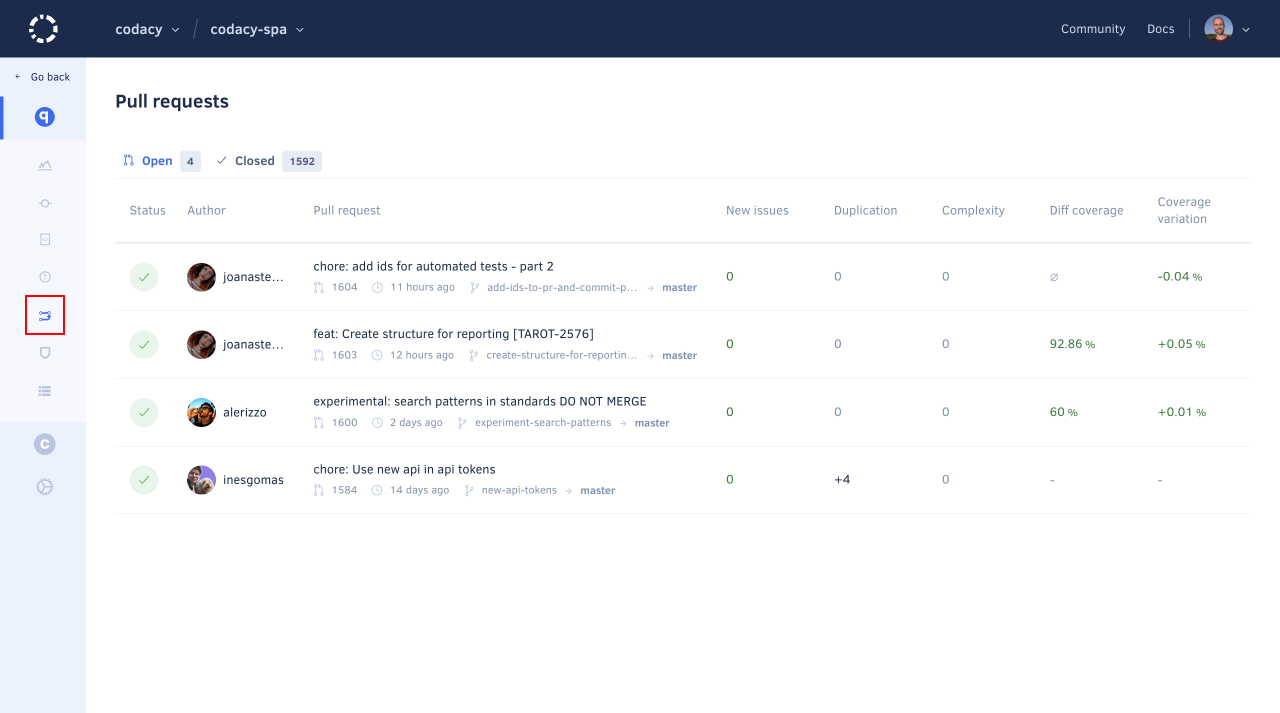 codacy / codacy-spa Community Docs
← Go back
q
Pull requests
Open 4 Closed 1592
Status Author Pull request New issues Duplication Complexity Diff coverage Coverage variation
joanaste... chore: add ids for automated tests - part 2 0 0 0 ∅ -0.04 %
1604 11 hours ago add-ids-to-pr-and-commit-p... → master
joanaste... feat: Create structure for reporting [TAROT-2576] 0 0 0 92.86 % +0.05 %
1603 12 hours ago create-structure-for-reportin... → master
alerizzo experimental: search patterns in standards DO NOT MERGE 0 0 0 60 % +0.01 %
1600 2 days ago experiment-search-patterns → master
inesgomas chore: Use new api in api tokens 0 +4 0 - -
1584 14 days ago new-api-tokens → master
C